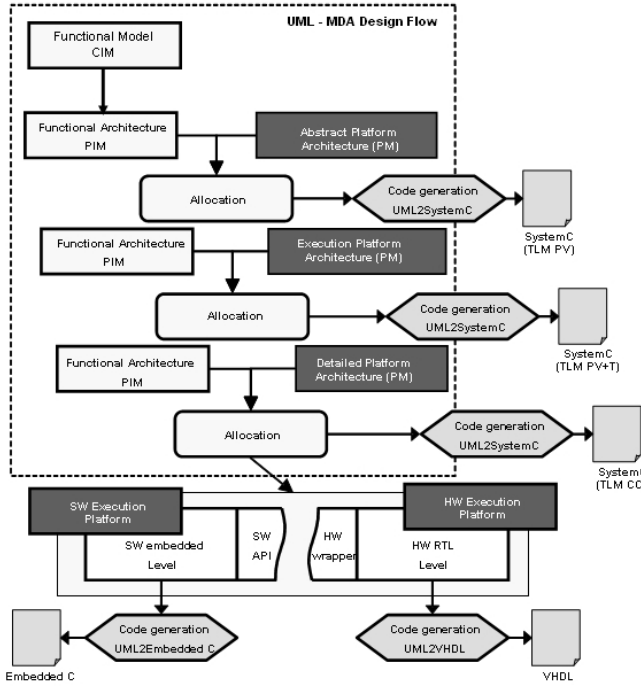 UML - MDA Design Flow
Functional Model
CIM
Functional Architecture
PIM
Abstract Platform
Architecture (PM)
Allocation
Code generation
UML2SystemC
SystemC
(TLM PV)
Functional Architecture
PIM
Execution Platform
Architecture (PM)
Allocation
Code generation
UML2SystemC
SystemC
(TLM PV+T)
Functional Architecture
PIM
Detailed Platform
Architecture (PM)
Allocation
Code generation
UML2SystemC
SystemC
(TLM CC
SW Execution
Platform
HW Execution
Platform
SW embedded
Level
SW
API
HW
wrapper
HW RTL
Level
Code generation
UML2Embedded C
Embedded C
Code generation
UML2VHDL
VHDL